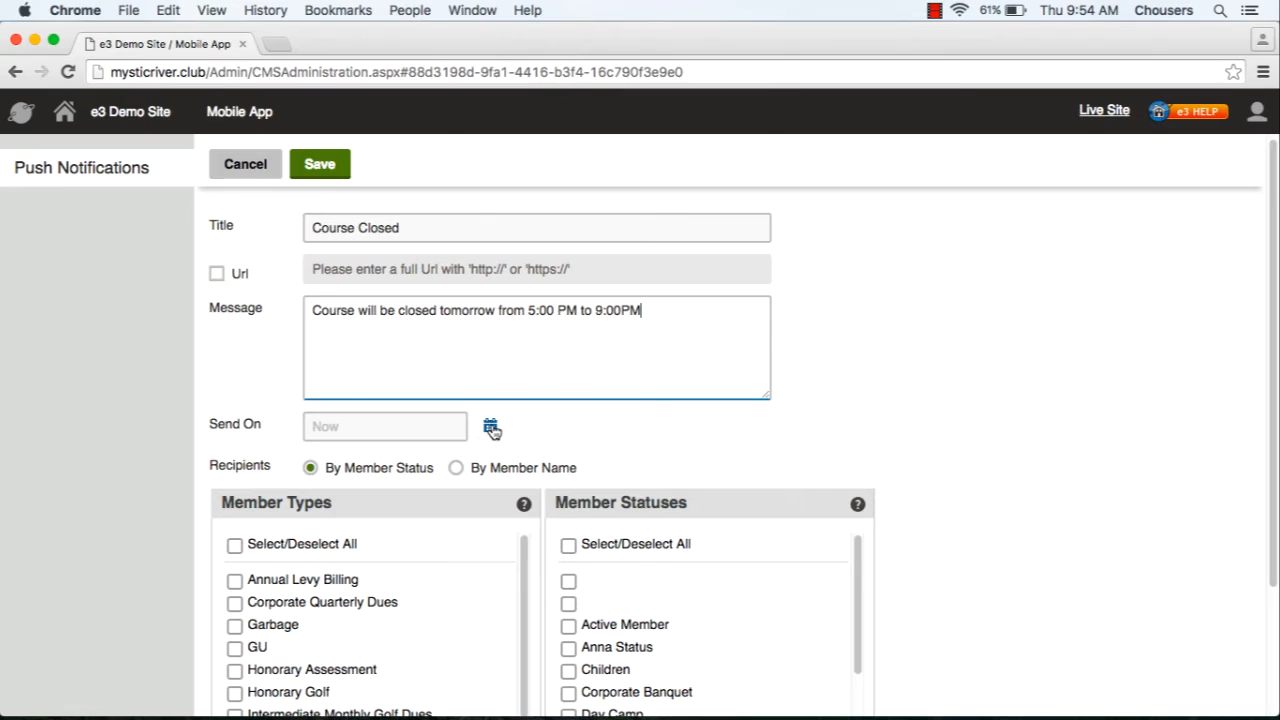 Chrome File Edit View History Bookmarks People Window Help 61% Thu 9:54 AM Chousers
e3 Demo Site / Mobile App
mysticriver.club/Admin/CMSAdministration.aspx#88d3198d-9fa1-4416-b3f4-16c790f3e9e0
e3 Demo Site Mobile App Live Site e3 HELP
Push Notifications Cancel Save
Title Course Closed
Url Please enter a full Url with 'http://' or 'https://'
Message Course will be closed tomorrow from 5:00 PM to 9:00PM
Send On Now
Recipients By Member Status By Member Name
Member Types ? Member Statuses ?
Select/Deselect All Select/Deselect All
Annual Levy Billing
Corporate Quarterly Dues
Garbage Active Member
GU Anna Status
Honorary Assessment Children
Honorary Golf Corporate Banquet
Intermediate Monthly Golf Dues Day Camp